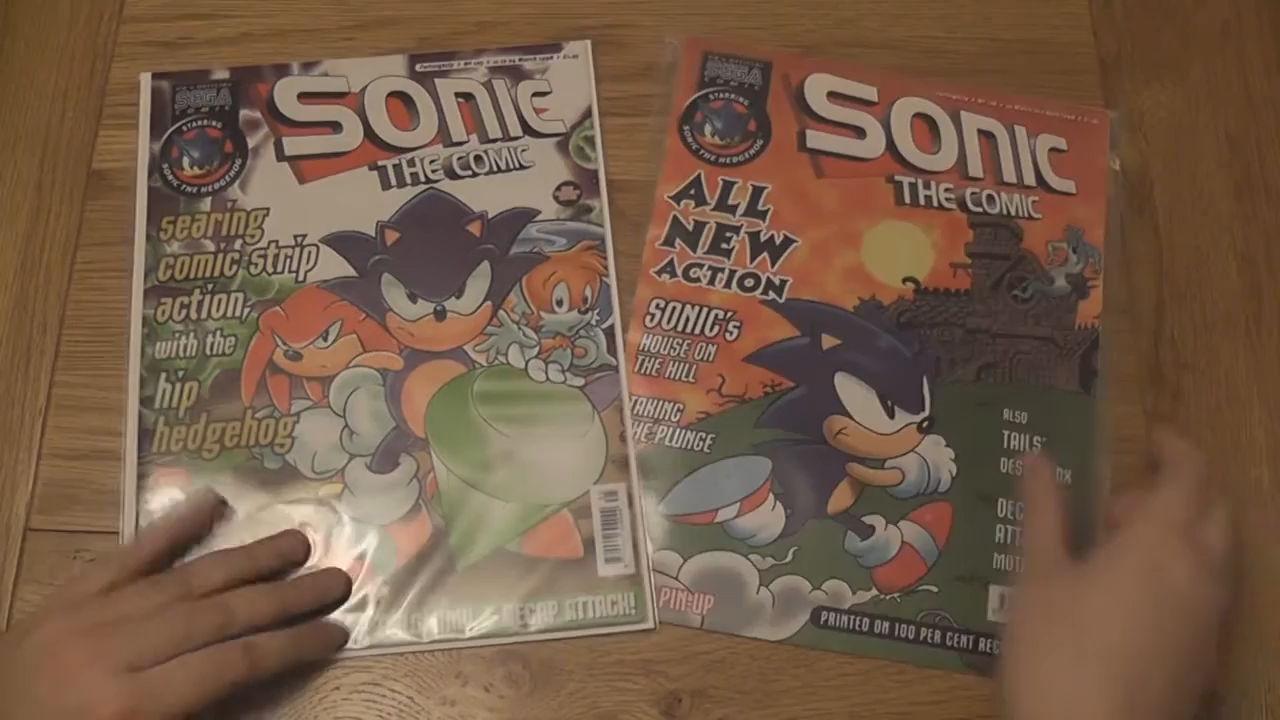 SEGA
STARRING
SONIC THE HEDGEHOG
SONIC
THE COMIC
searing
comic strip
action,
with the
hip
hedgehog
DECAP ATTACK!
SEGA
STARRING
SONIC THE HEDGEHOG
SONIC
THE COMIC
ALL
NEW
ACTION
SONIC'S
HOUSE ON
THE HILL
TAKING
THE PLUNGE
ALSO
TAILS'
DEC
ATT
PIN-UP
PRINTED ON 100 PER CENT REC